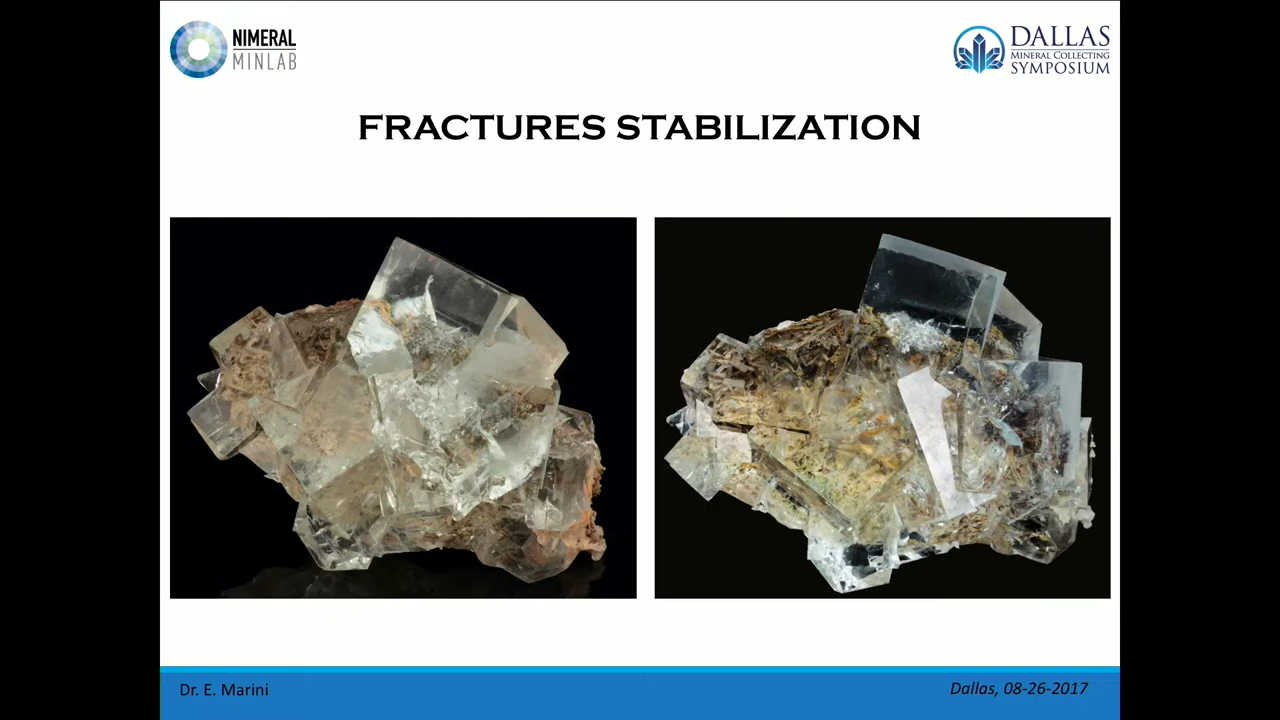 NIMERAL
MINLAB
DALLAS
MINERAL COLLECTING
SYMPOSIUM
FRACTURES STABILIZATION
Dr. E. Marini
Dallas, 08-26-2017